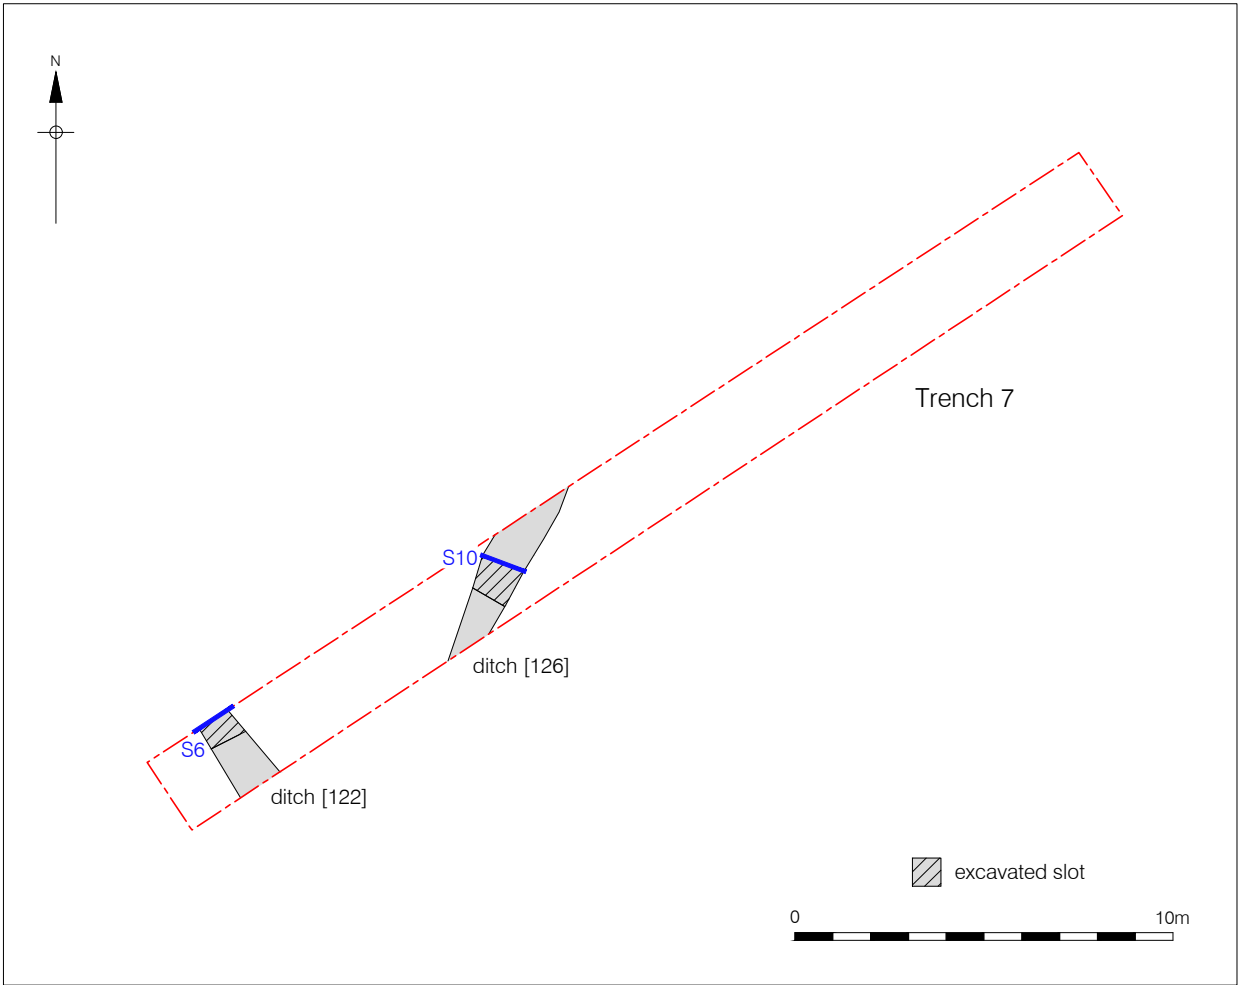 N
Trench 7
S10
ditch [126]
S6
ditch [122]
excavated slot
0 10m